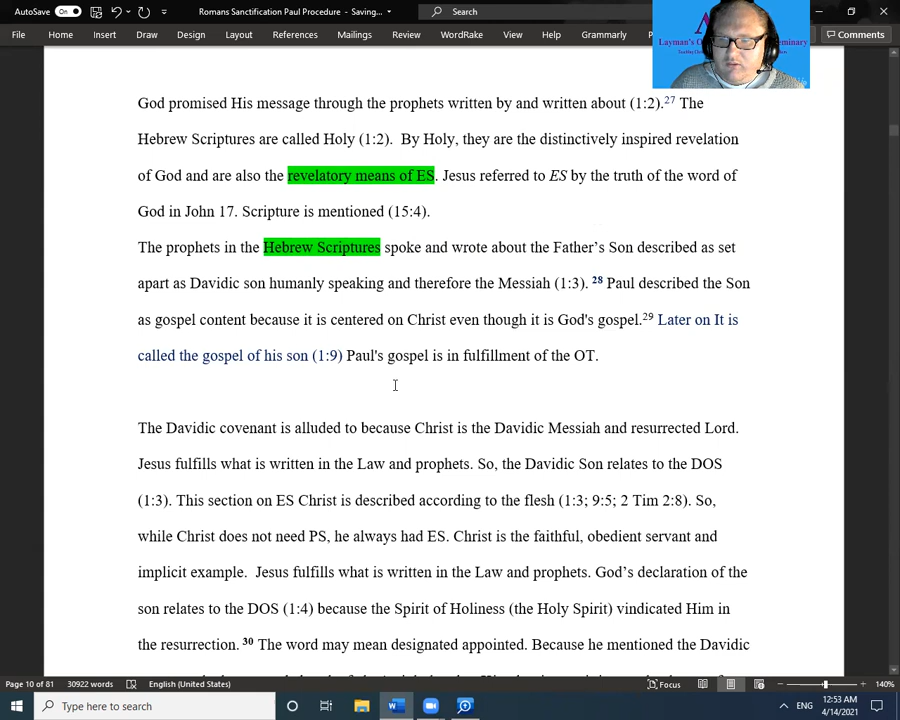 AutoSave On Romans Sanctification Paul Procedure - Saving... Search
File Home Insert Draw Design Layout References Mailings Review WordRake View Help Grammarly Comments
Layman's
God promised His message through the prophets written by and written about (1:2).27 The
Hebrew Scriptures are called Holy (1:2). By Holy, they are the distinctively inspired revelation
of God and are also the revelatory means of ES. Jesus referred to ES by the truth of the word of
God in John 17. Scripture is mentioned (15:4).
The prophets in the Hebrew Scriptures spoke and wrote about the Father's Son described as set
apart as Davidic son humanly speaking and therefore the Messiah (1:3). 28 Paul described the Son
as gospel content because it is centered on Christ even though it is God's gospel.29 Later on It is
called the gospel of his son (1:9) Paul's gospel is in fulfillment of the OT.
The Davidic covenant is alluded to because Christ is the Davidic Messiah and resurrected Lord.
Jesus fulfills what is written in the Law and prophets. So, the Davidic Son relates to the DOS
(1:3). This section on ES Christ is described according to the flesh (1:3; 9:5; 2 Tim 2:8). So,
while Christ does not need PS, he always had ES. Christ is the faithful, obedient servant and
implicit example. Jesus fulfills what is written in the Law and prophets. God's declaration of the
son relates to the DOS (1:4) because the Spirit of Holiness (the Holy Spirit) vindicated Him in
the resurrection. 30 The word may mean designated appointed. Because he mentioned the Davidic
Page 10 of 81 30922 words English (United States) Focus 140%
Type here to search ENG 12:53 AM
4/14/2021